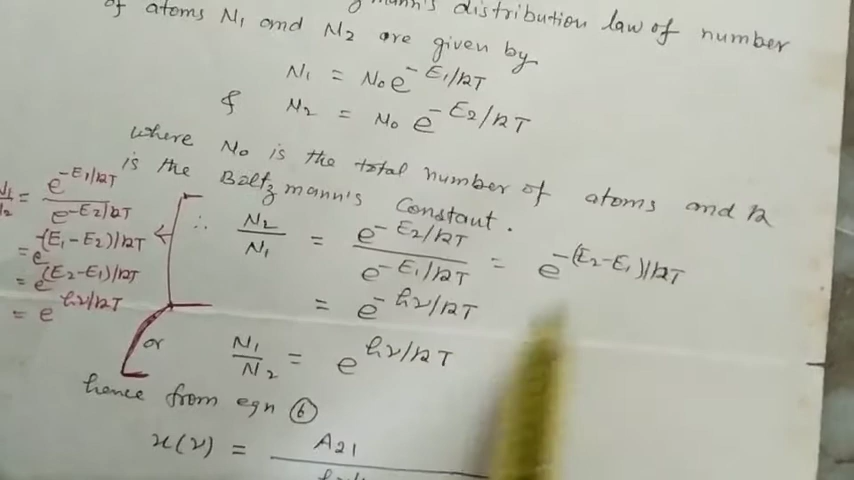 mann's distribution law of number
of atoms N₁ and N₂ are given by
N₁ = N₀e^-E₁/kT
& N₂ = N₀ e^-E₂/kT
where N₀ is the total number of atoms and k
is the Boltzmann's Constant.
∴ N₂/N₁ = e^-E₂/kT / e^-E₁/kT = e^-(E₂-E₁)/kT
= e^-hν/kT
or N₁/N₂ = e^hν/kT
N₁/N₂ = e^-E₁/kT / e^-E₂/kT
= e^-(E₁-E₂)/kT
= e^(E₂-E₁)/kT
= e^hν/kT
hence from eqn ⑥
u(ν) = A₂₁